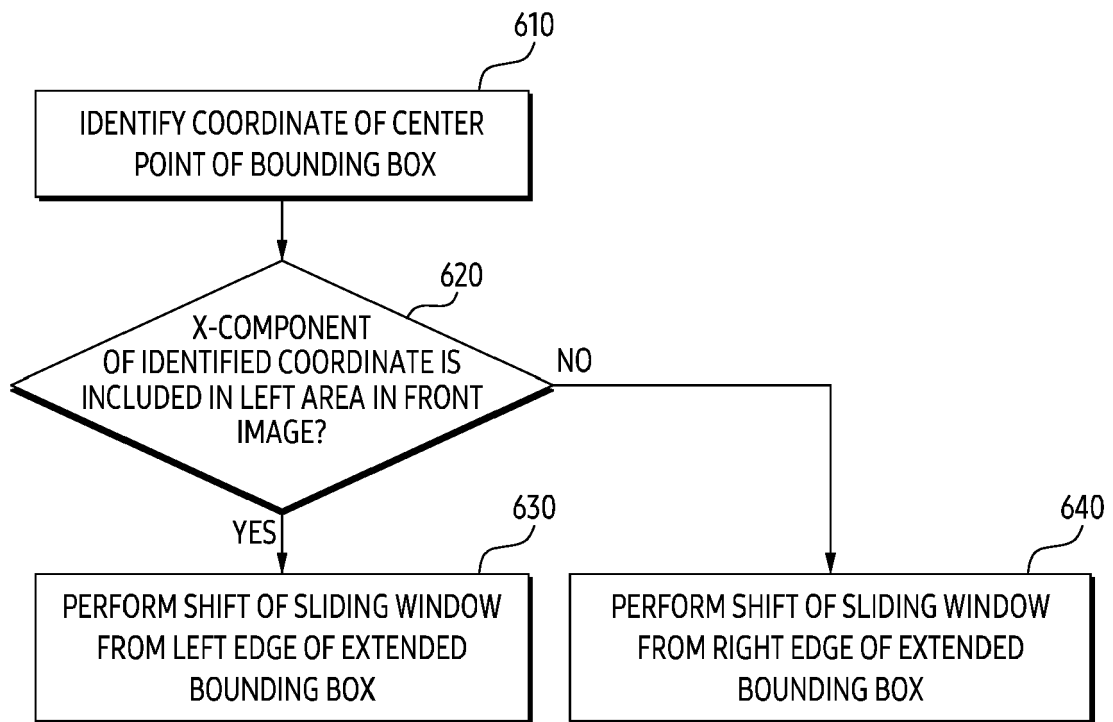 610
IDENTIFY COORDINATE OF CENTER
POINT OF BOUNDING BOX
620
X-COMPONENT
OF IDENTIFIED COORDINATE IS
INCLUDED IN LEFT AREA IN FRONT
IMAGE?
NO
YES
630
PERFORM SHIFT OF SLIDING WINDOW
FROM LEFT EDGE OF EXTENDED
BOUNDING BOX
640
PERFORM SHIFT OF SLIDING WINDOW
FROM RIGHT EDGE OF EXTENDED
BOUNDING BOX